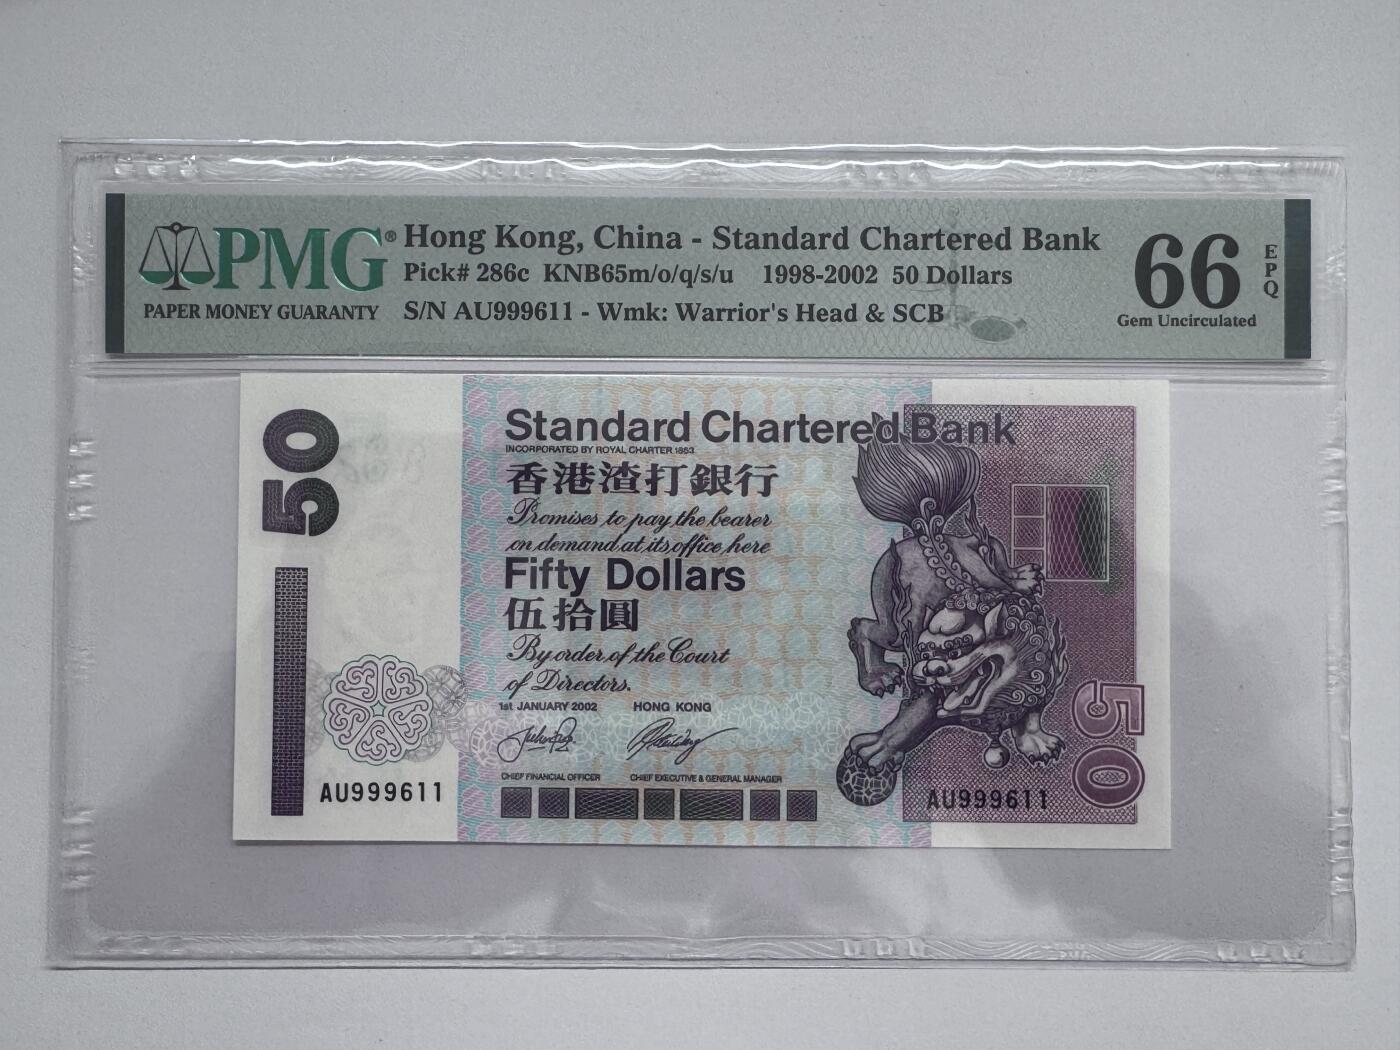 PMG®
PAPER MONEY GUARANTY
Hong Kong, China - Standard Chartered Bank
Pick# 286c KNB65m/o/q/s/u 1998-2002 50 Dollars
S/N AU999611 - Wmk: Warrior's Head & SCB
66
EPQ
Gem Uncirculated
50
Standard Chartered Bank
INCORPORATED BY ROYAL CHARTER 1853
香港渣打銀行
Promises to pay the bearer
on demand at its office here
Fifty Dollars
伍拾圓
By order of the Court
of Directors.
1st JANUARY 2002 HONG KONG
CHIEF FINANCIAL OFFICER CHIEF EXECUTIVE & GENERAL MANAGER
AU999611
AU999611
50